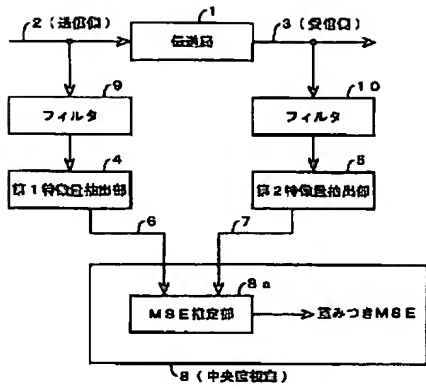 1
2 (送信側)
伝送路
3 (受信側)
9
フィルタ
10
フィルタ
4
第1特徴量抽出部
5
第2特徴量抽出部
6
7
8a
MSE推定部
重みつきMSE
8 (中央監視室)